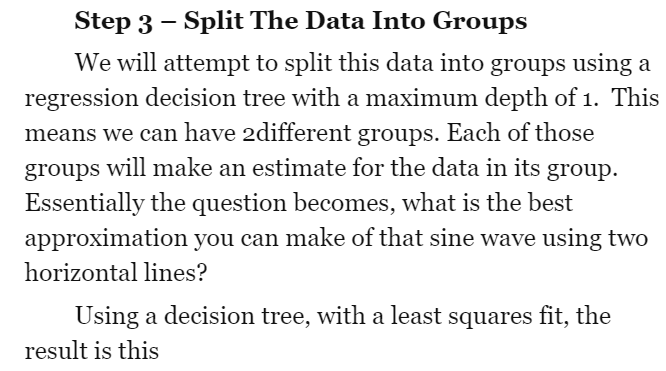 Step 3 – Split The Data Into Groups
We will attempt to split this data into groups using a
regression decision tree with a maximum depth of 1.  This
means we can have 2different groups. Each of those
groups will make an estimate for the data in its group.
Essentially the question becomes, what is the best
approximation you can make of that sine wave using two
horizontal lines?
Using a decision tree, with a least squares fit, the
result is this